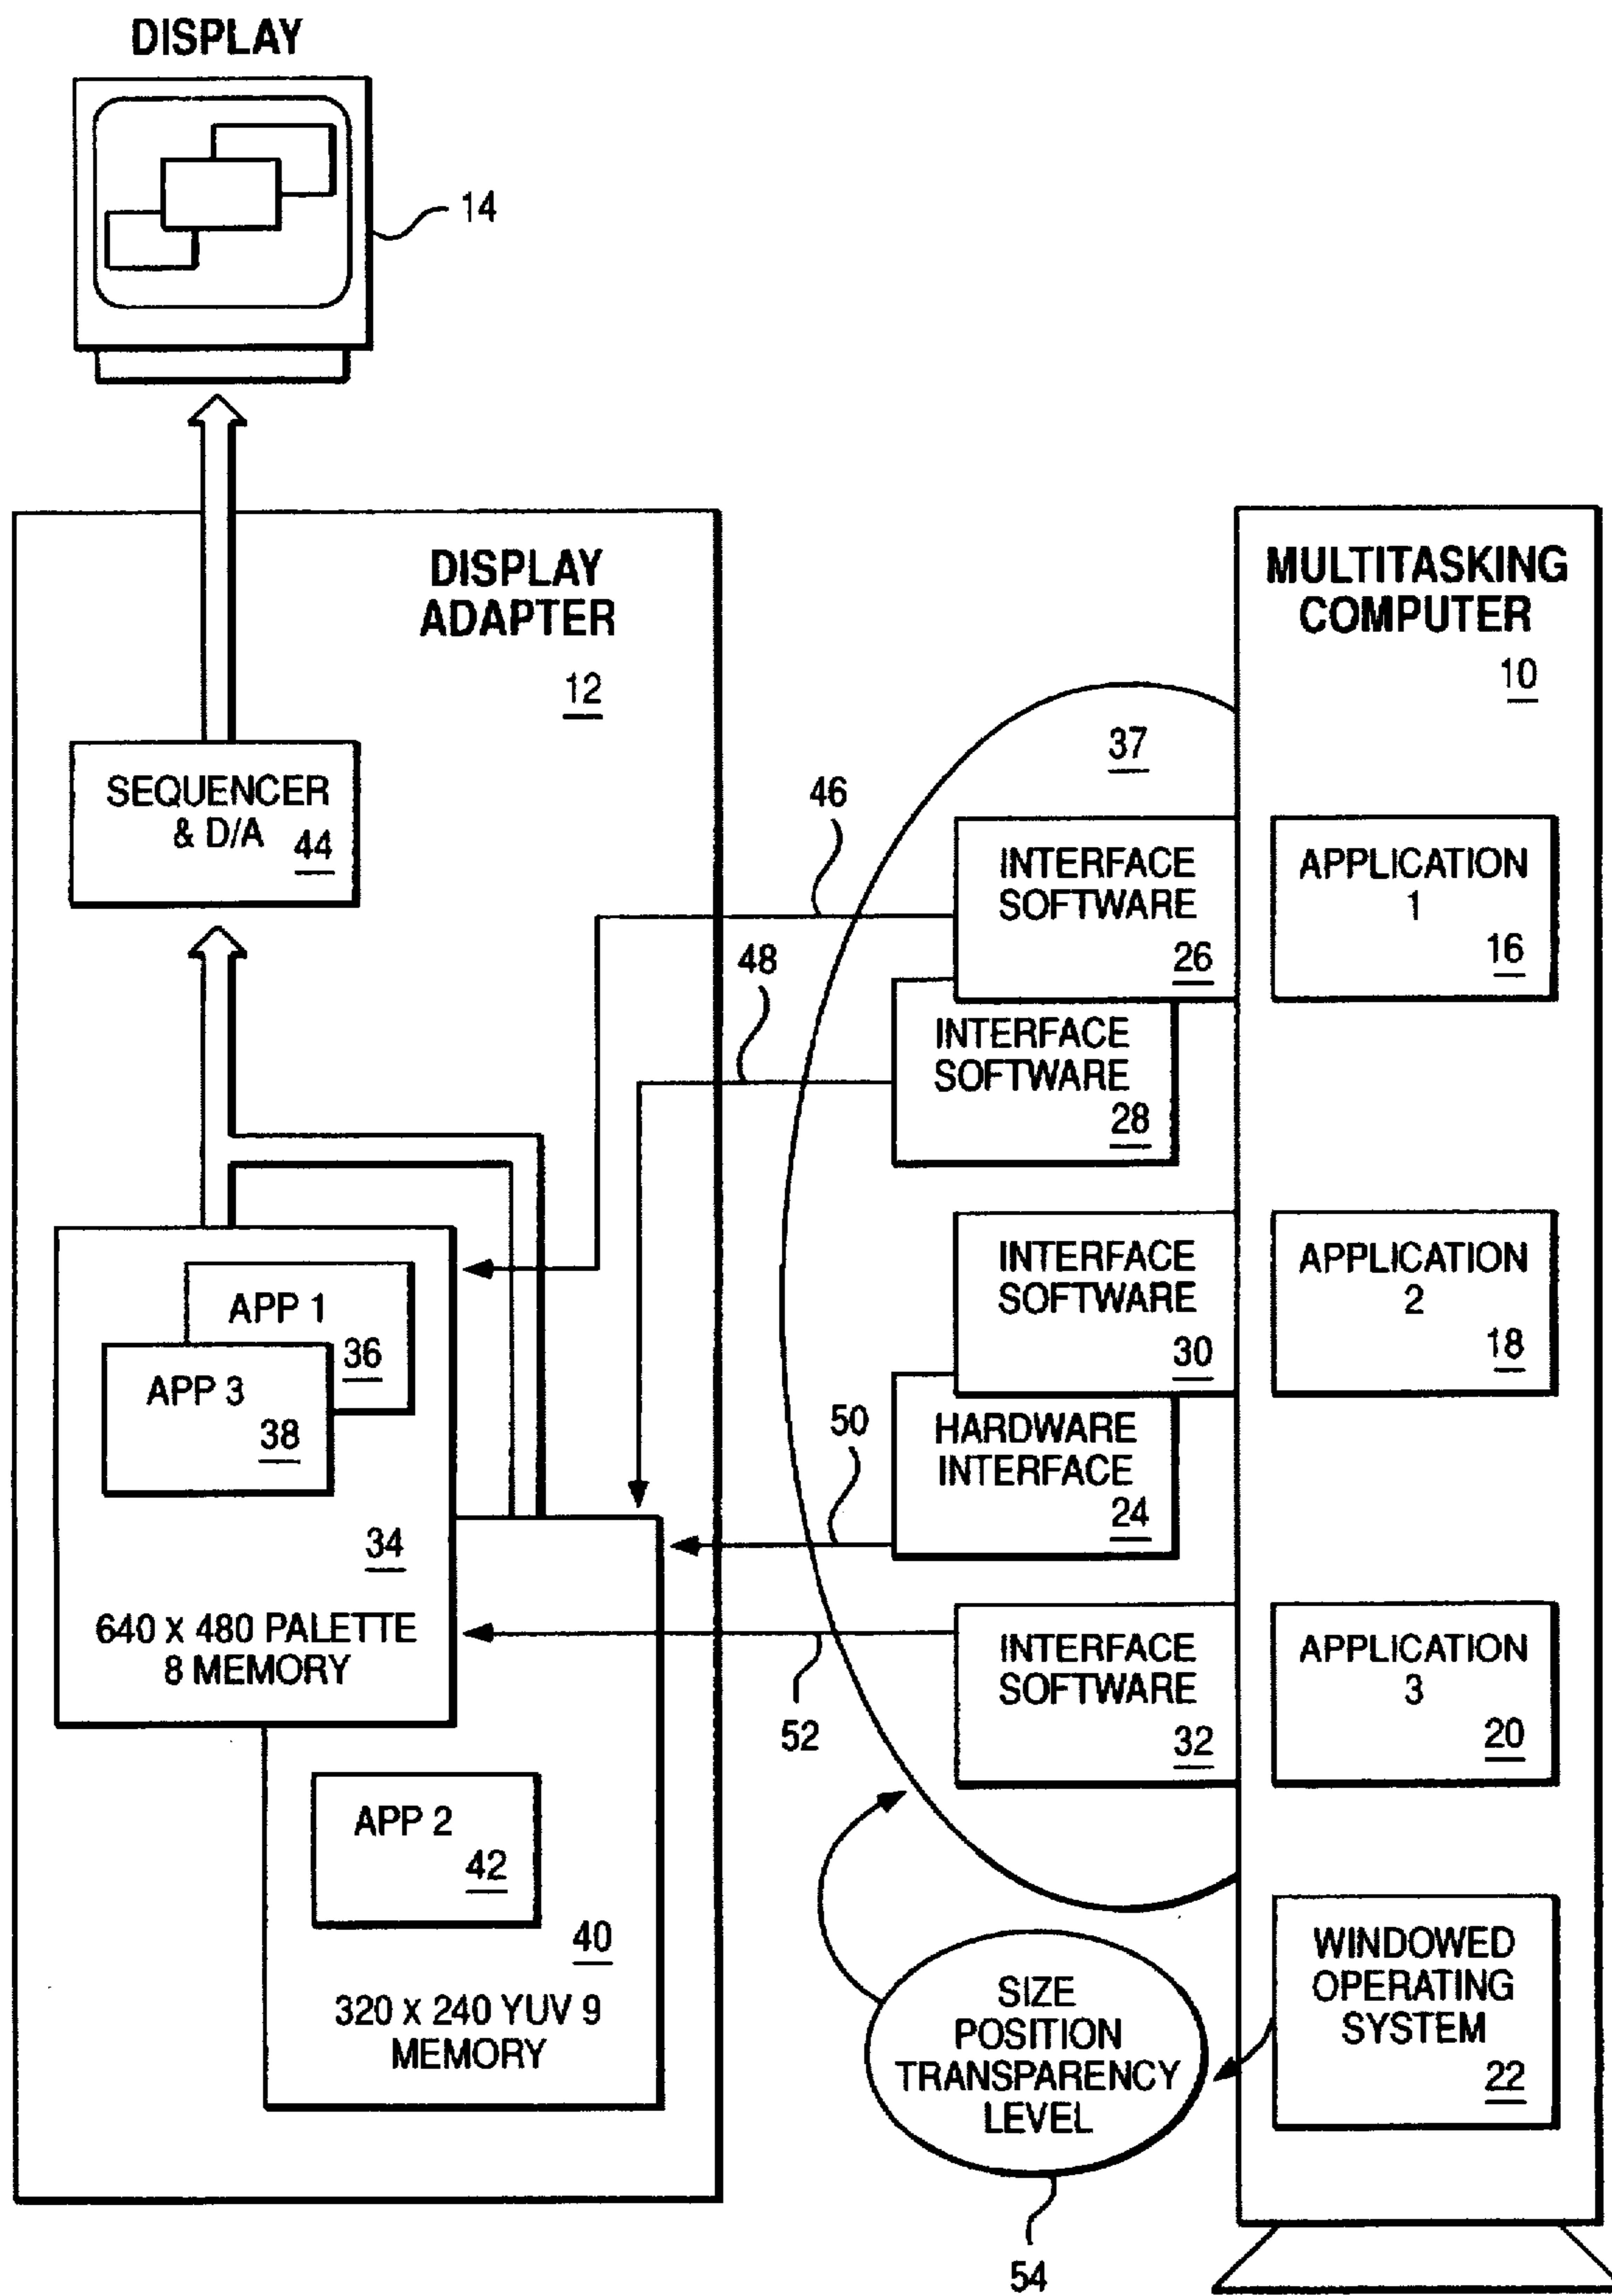 DISPLAY
14
DISPLAY
ADAPTER
12
SEQUENCER
& D/A
44
APP 1
36
APP 3
38
34
640 X 480 PALETTE
8 MEMORY
APP 2
42
40
320 X 240 YUV 9
MEMORY
46
48
50
52
37
INTERFACE
SOFTWARE
26
INTERFACE
SOFTWARE
28
INTERFACE
SOFTWARE
30
HARDWARE
INTERFACE
24
INTERFACE
SOFTWARE
32
SIZE
POSITION
TRANSPARENCY
LEVEL
54
MULTITASKING
COMPUTER
10
APPLICATION
1
16
APPLICATION
2
18
APPLICATION
3
20
WINDOWED
OPERATING
SYSTEM
22